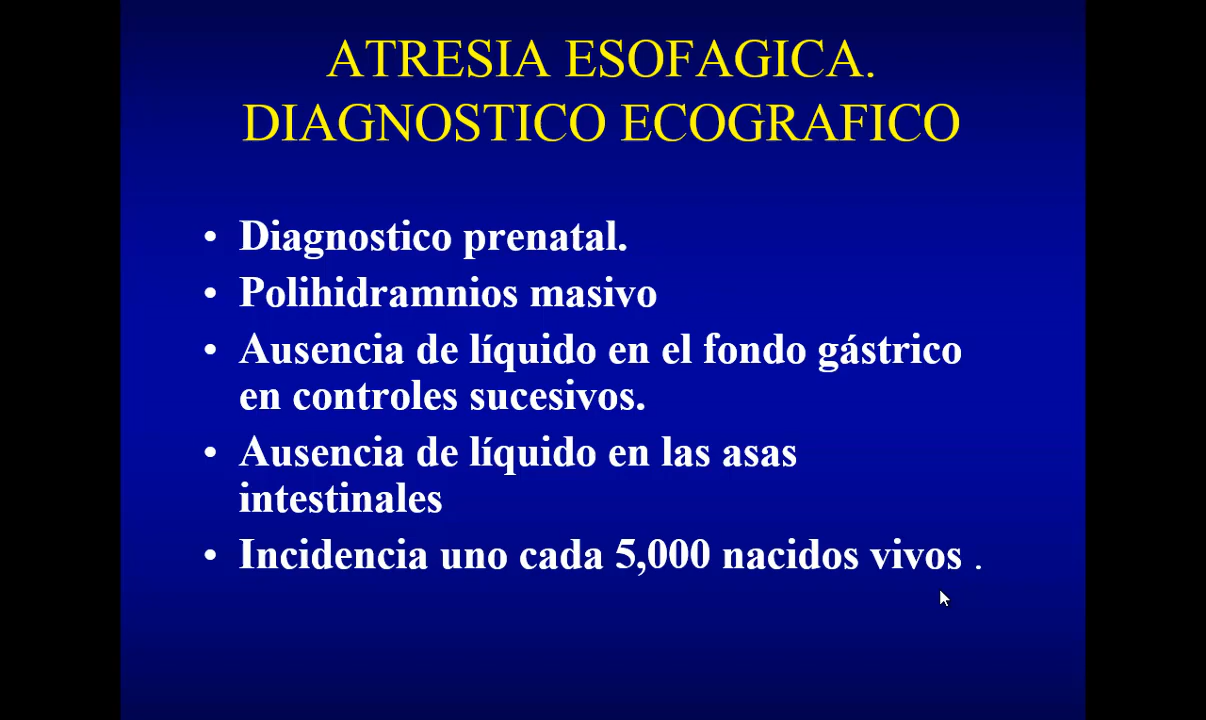 ATRESIA ESOFAGICA.
DIAGNOSTICO ECOGRAFICO
• Diagnostico prenatal.
• Polihidramnios masivo
• Ausencia de líquido en el fondo gástrico
en controles sucesivos.
• Ausencia de líquido en las asas
intestinales
• Incidencia uno cada 5,000 nacidos vivos .